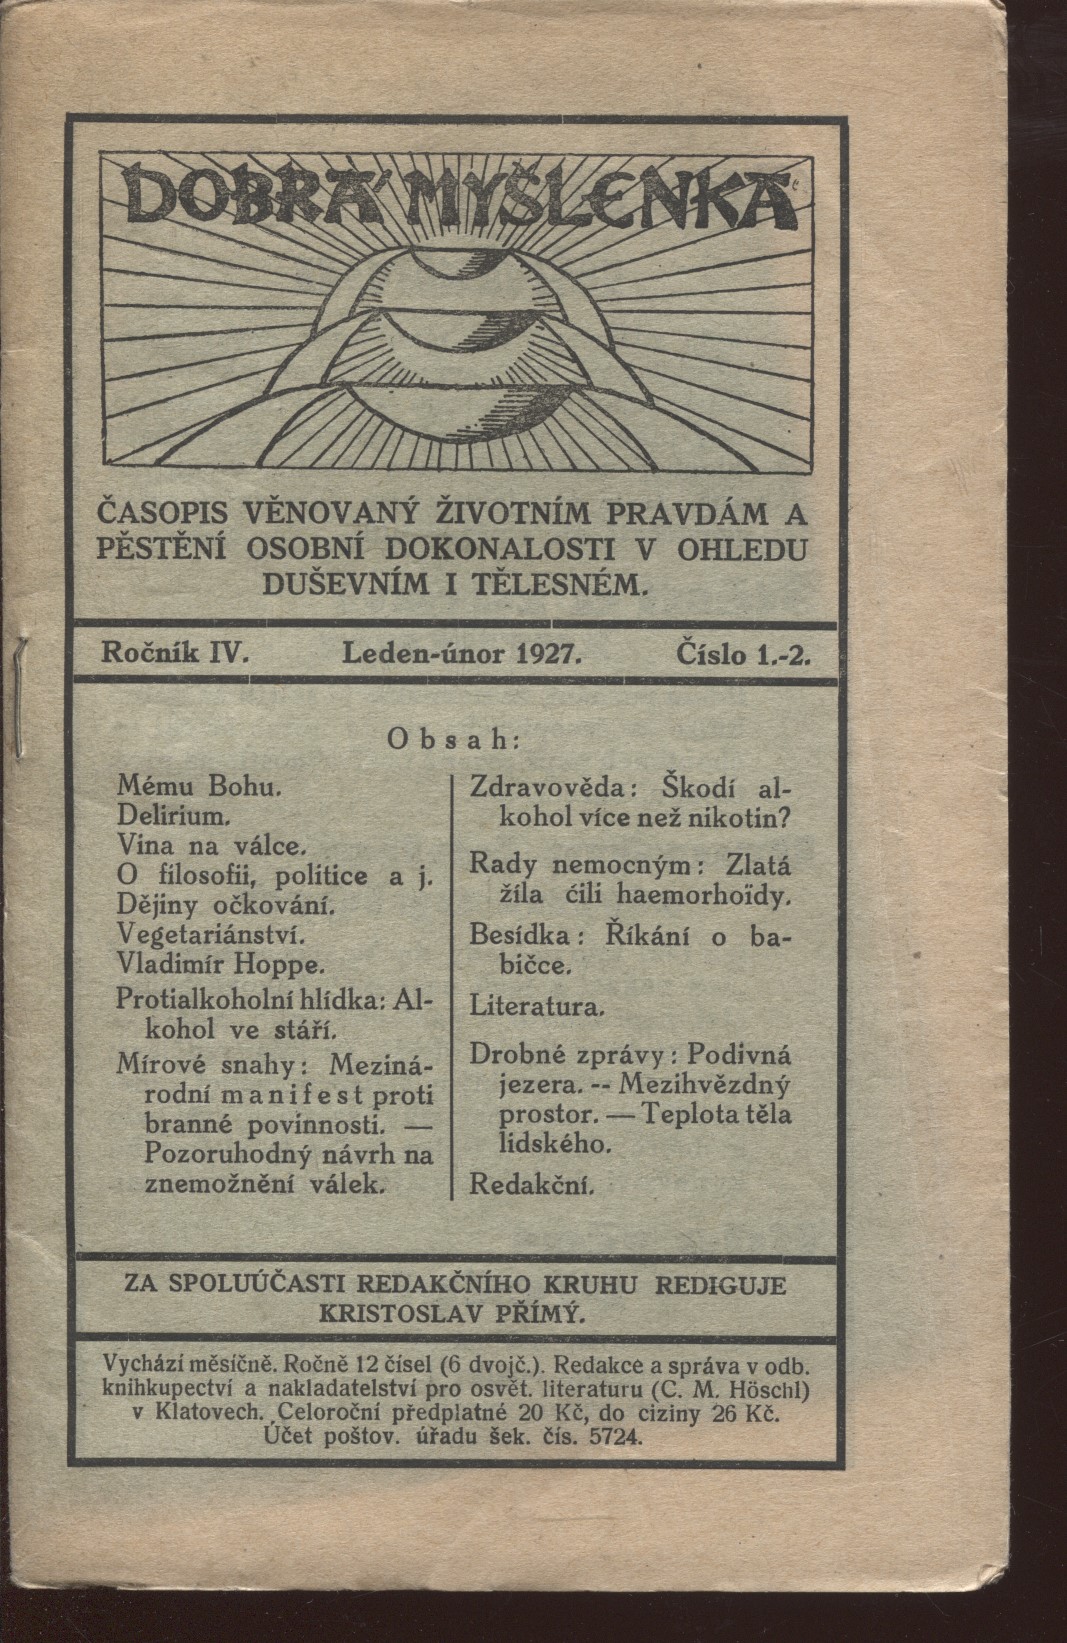 DOBRÁ MYŠLENKA
ČASOPIS VĚNOVANÝ ŽIVOTNÍM PRAVDÁM A
PĚSTĚNÍ OSOBNÍ DOKONALOSTI V OHLEDU
DUŠEVNÍM I TĚLESNÉM.
Ročník IV. Leden-únor 1927. Číslo 1.-2.
Obsah:
Mému Bohu.
Delirium.
Vina na válce.
O filosofii, politice a j.
Dějiny očkování.
Vegetariánství.
Vladimír Hoppe.
Protialkoholní hlídka: Al-
kohol ve stáří.
Mírové snahy: Meziná-
rodní manifest proti
branné povinnosti. —
Pozoruhodný návrh na
znemožnění válek.
Zdravověda: Škodí al-
kohol více než nikotin?
Rady nemocným: Zlatá
žíla ćili haemorhoïdy.
Besídka: Říkání o ba-
bičce.
Literatura.
Drobné zprávy: Podivná
jezera. -- Mezihvězdný
prostor. — Teplota těla
lidského.
Redakční.
ZA SPOLUÚČASTI REDAKČNÍHO KRUHU REDIGUJE
KRISTOSLAV PŘÍMÝ.
Vychází měsíčně. Ročně 12 čísel (6 dvojč.). Redakce a správa v odb.
knihkupectví a nakladatelství pro osvět. literaturu (C. M. Höschl)
v Klatovech. Celoroční předplatné 20 Kč, do ciziny 26 Kč.
Účet poštov. úřadu šek. čís. 5724.